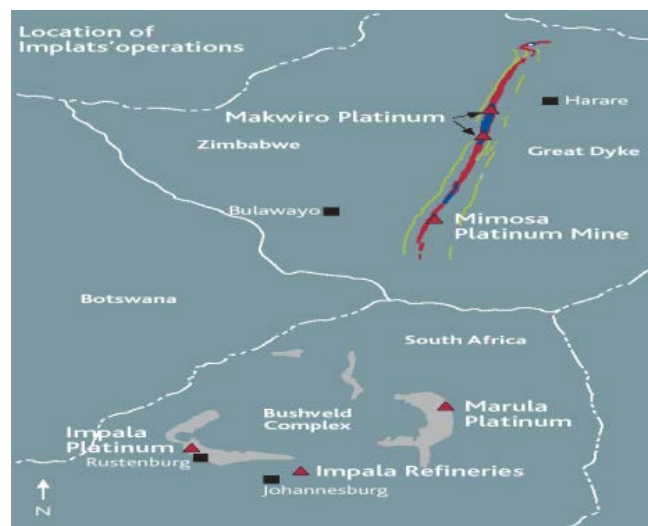 Location of
Implats'operations
Harare
Makwiro Platinum
Zimbabwe
Great Dyke
Bulawayo
Mimosa
Platinum Mine
Botswana
South Africa
Bushveld
Complex
Marula
Platinum
Impala
Platinum
Rustenburg
Impala Refineries
Johannesburg
N